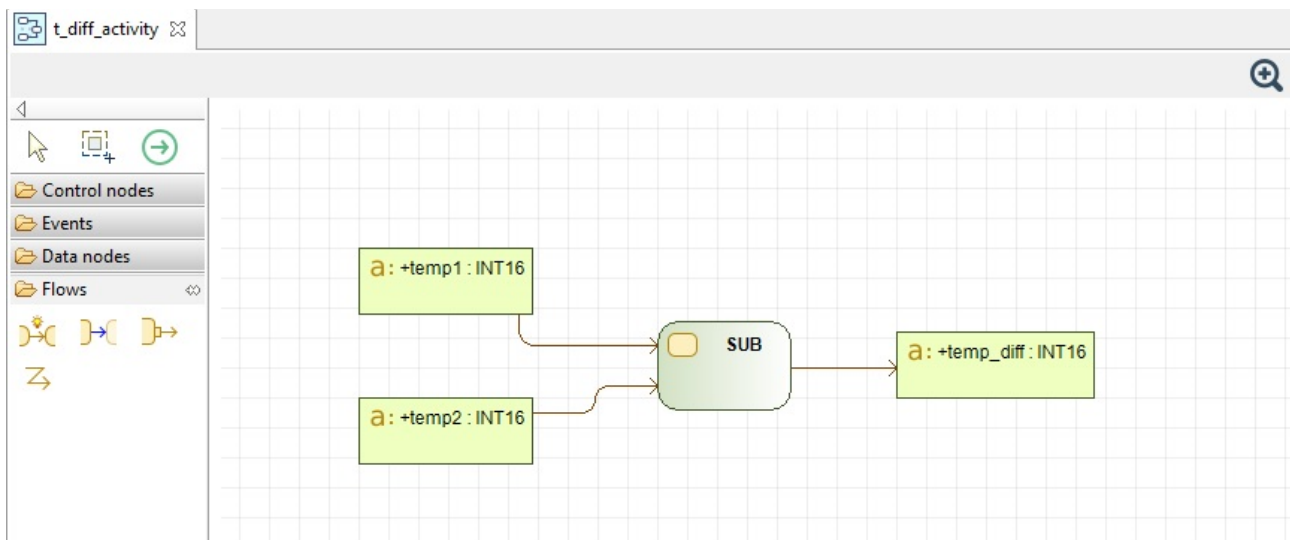 t_diff_activity
Control nodes
Events
Data nodes
Flows
a: +temp1 : INT16
SUB
a: +temp_diff : INT16
a: +temp2 : INT16